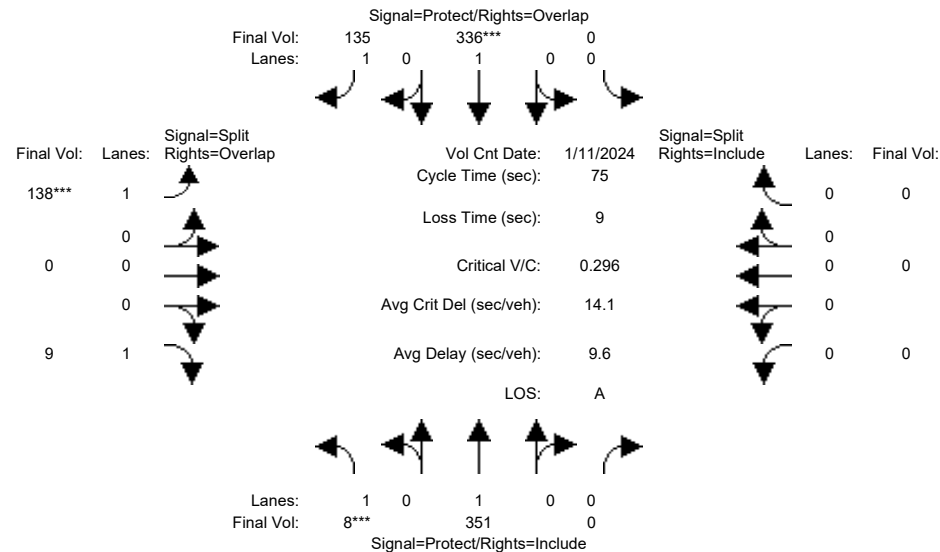 Signal=Protect/Rights=Overlap
Final Vol: 135 336*** 0
Lanes: 1 0 1 0 0
Signal=Split Signal=Split
Final Vol: Lanes: Rights=Overlap Vol Cnt Date: 1/11/2024 Rights=Include Lanes: Final Vol:
Cycle Time (sec): 75
138*** 1 0 0
Loss Time (sec): 9
0 0
0 0 Critical V/C: 0.296 0 0
0 Avg Crit Del (sec/veh): 14.1 0
9 1 Avg Delay (sec/veh): 9.6 0 0
LOS: A
Lanes: 1 0 1 0 0
Final Vol: 8*** 351 0
Signal=Protect/Rights=Include